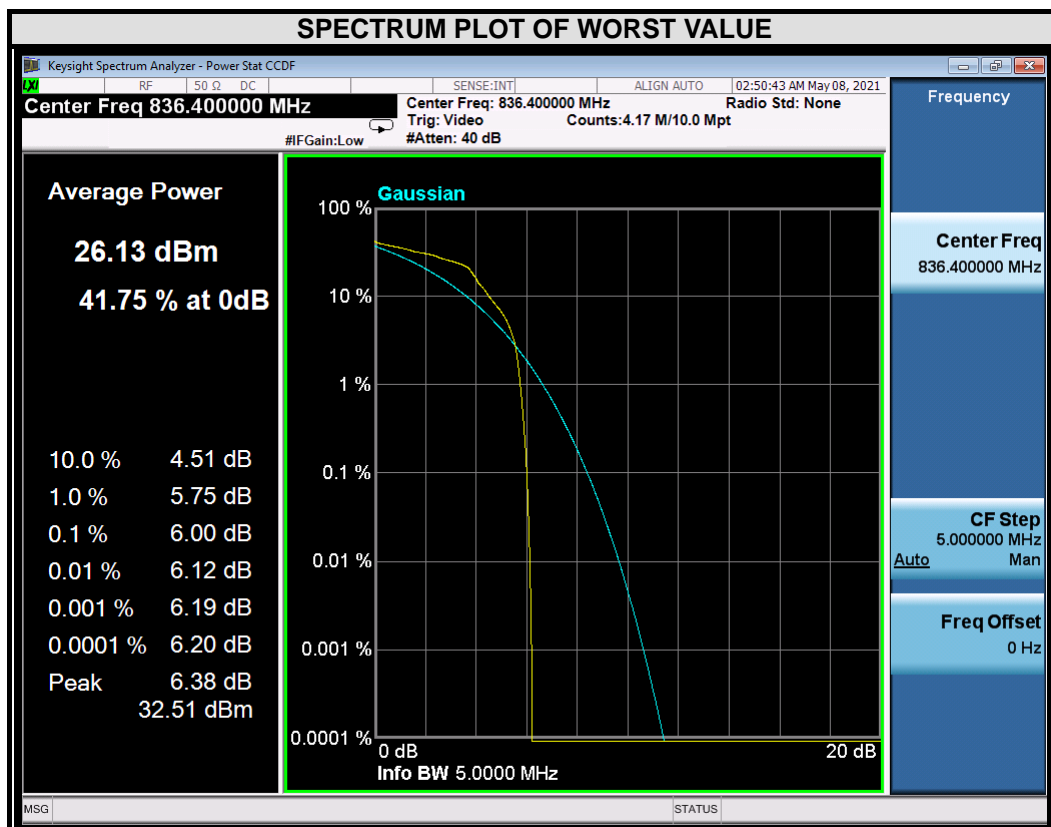 SPECTRUM PLOT OF WORST VALUE
Keysight Spectrum Analyzer - Power Stat CCDF
LXI RF 50 Ω DC SENSE:INT ALIGN AUTO 02:50:43 AM May 08, 2021
Center Freq 836.400000 MHz
#IFGain:Low
Center Freq: 836.400000 MHz
Radio Std: None
Trig: Video
Counts:4.17 M/10.0 Mpt
#Atten: 40 dB
Average Power
26.13 dBm
41.75 % at 0dB
10.0 % 4.51 dB
1.0 % 5.75 dB
0.1 % 6.00 dB
0.01 % 6.12 dB
0.001 % 6.19 dB
0.0001 % 6.20 dB
Peak 6.38 dB
32.51 dBm
Gaussian
100 %
10 %
1 %
0.1 %
0.01 %
0.001 %
0.0001 %
0 dB
20 dB
Info BW 5.0000 MHz
Frequency
Center Freq
836.400000 MHz
CF Step
5.000000 MHz
Auto Man
Freq Offset
0 Hz
MSG
STATUS